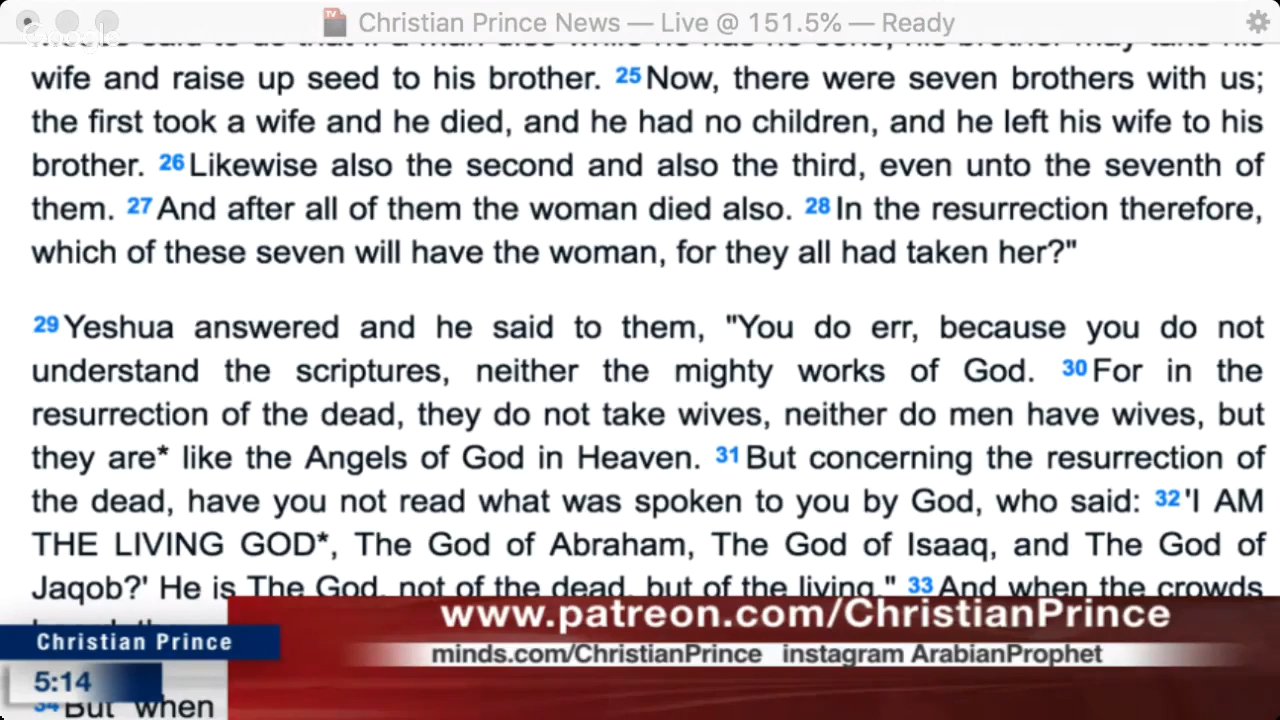 Christian Prince News — Live @ 151.5% — Ready
Google
wife and raise up seed to his brother. 25 Now, there were seven brothers with us;
the first took a wife and he died, and he had no children, and he left his wife to his
brother. 26 Likewise also the second and also the third, even unto the seventh of
them. 27 And after all of them the woman died also. 28 In the resurrection therefore,
which of these seven will have the woman, for they all had taken her?"
29 Yeshua answered and he said to them, "You do err, because you do not
understand the scriptures, neither the mighty works of God. 30 For in the
resurrection of the dead, they do not take wives, neither do men have wives, but
they are* like the Angels of God in Heaven. 31 But concerning the resurrection of
the dead, have you not read what was spoken to you by God, who said: 32 'I AM
THE LIVING GOD*, The God of Abraham, The God of Isaaq, and The God of
Jaqob?' He is The God, not of the dead, but of the living." 33 And when the crowds
www.patreon.com/ChristianPrince
Christian Prince
minds.com/ChristianPrince instagram ArabianProphet
5:14
34 But when